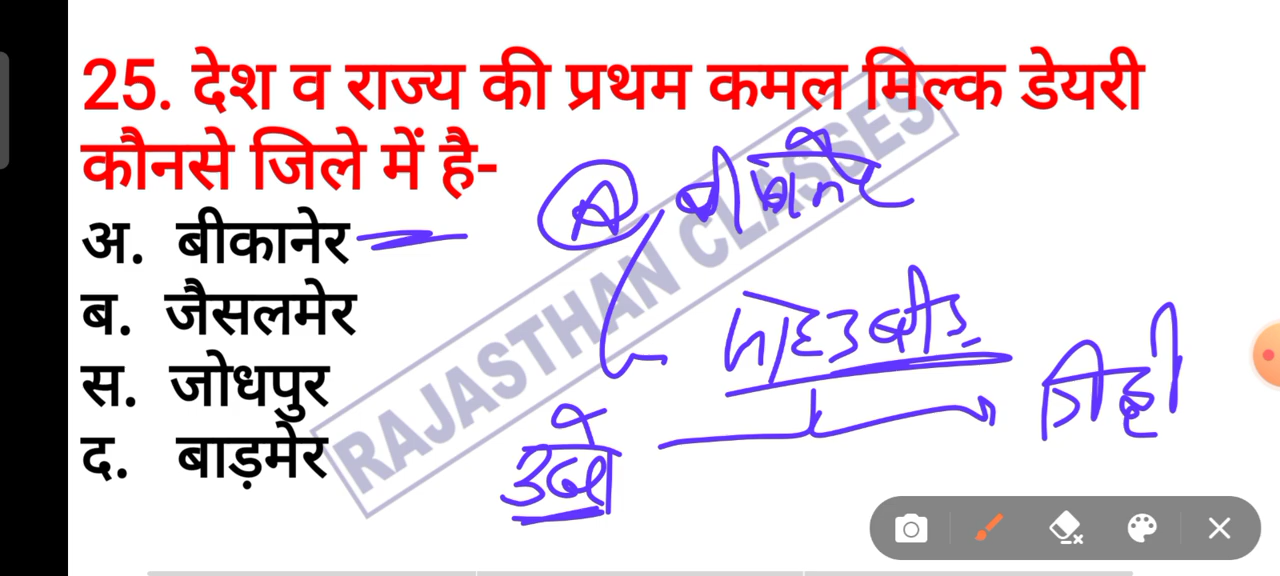 25. देश व राज्य की प्रथम कमल मिल्क डेयरी
कौनसे जिले में है-
A
अ. बीकानेर
ब. जैसलमेर
स. जोधपुर
द. बाड़मेर
RAJASTHAN CLASSES